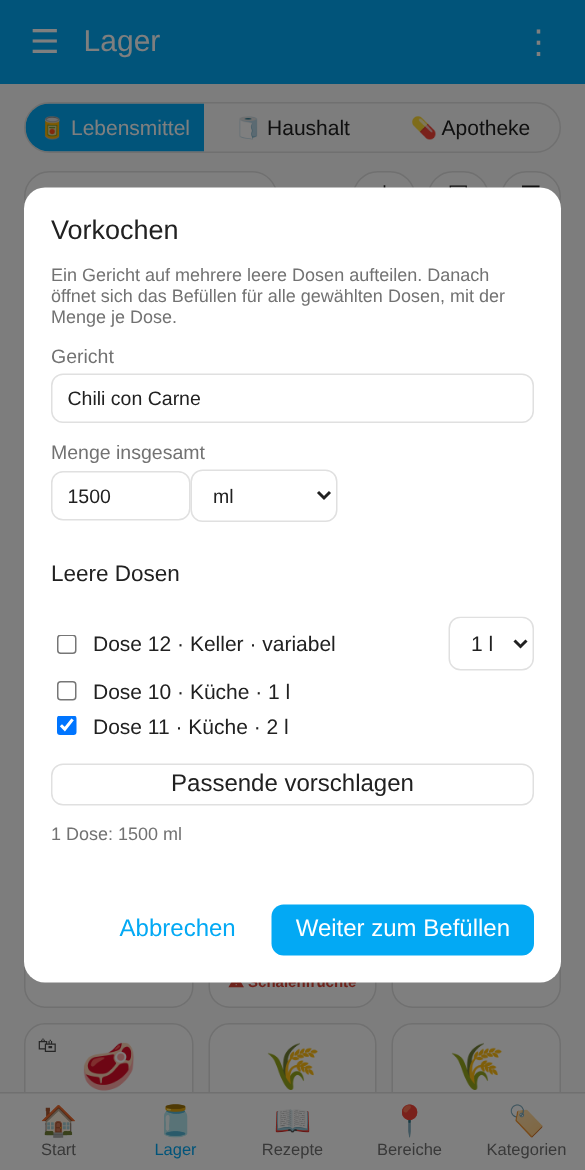 ☰ Lager ⋮
Lebensmittel Haushalt Apotheke
Vorkochen
Ein Gericht auf mehrere leere Dosen aufteilen. Danach
öffnet sich das Befüllen für alle gewählten Dosen, mit der
Menge je Dose.
Gericht
Chili con Carne
Menge insgesamt
1500 ml
Leere Dosen
Dose 12 · Keller · variabel 1 l
Dose 10 · Küche · 1 l
Dose 11 · Küche · 2 l
Passende vorschlagen
1 Dose: 1500 ml
Abbrechen Weiter zum Befüllen
Schalenfrüchte
Start Lager Rezepte Bereiche Kategorien